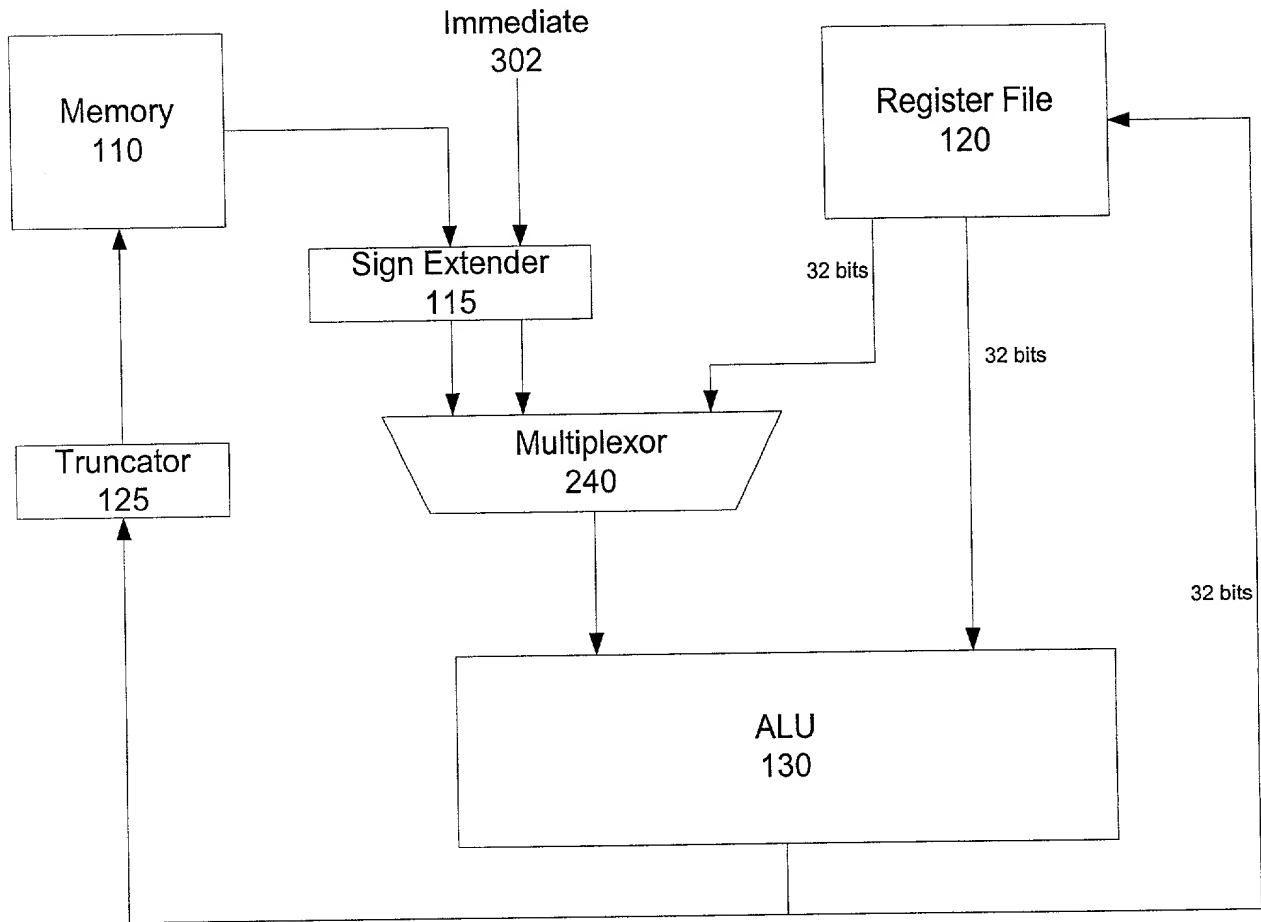 Immediate
302
Memory
110
Register File
120
Sign Extender
115
32 bits
32 bits
Multiplexor
240
Truncator
125
32 bits
ALU
130